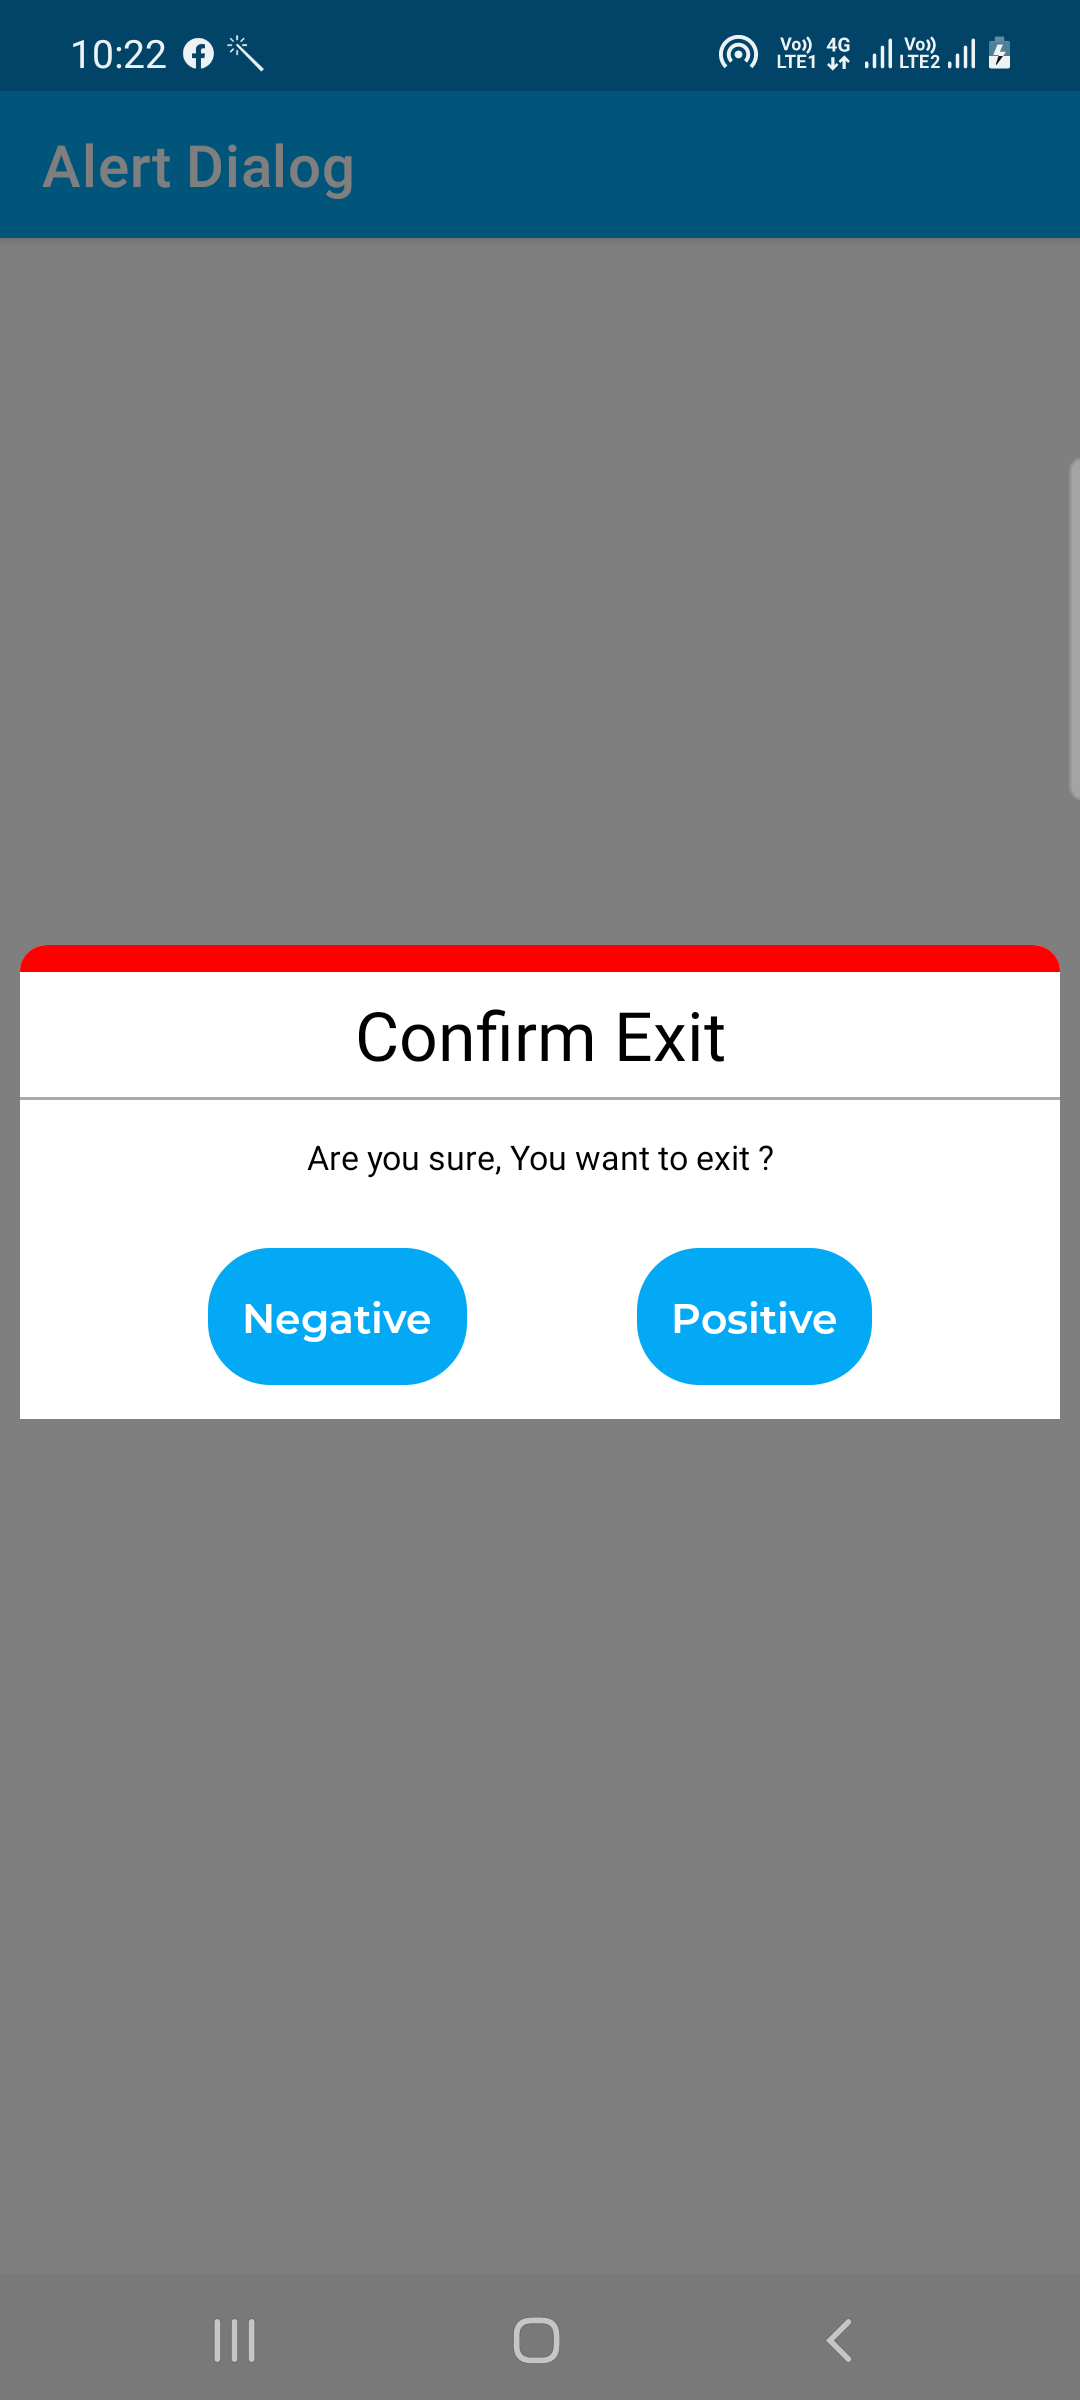 10:22 Vo)) LTE1 4G Vo)) LTE2
Alert Dialog
Confirm Exit
Are you sure, You want to exit ?
Negative Positive